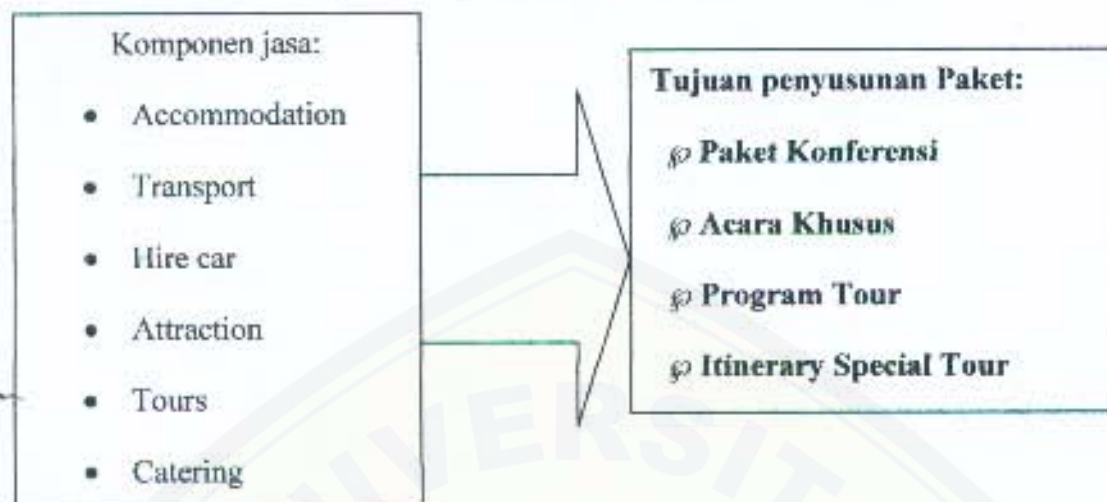 Komponen jasa:
• Accommodation
• Transport
• Hire car
• Attraction
• Tours
• Catering
Tujuan penyusunan Paket:
℘ Paket Konferensi
℘ Acara Khusus
℘ Program Tour
℘ Itinerary Special Tour
UNIVERSIT